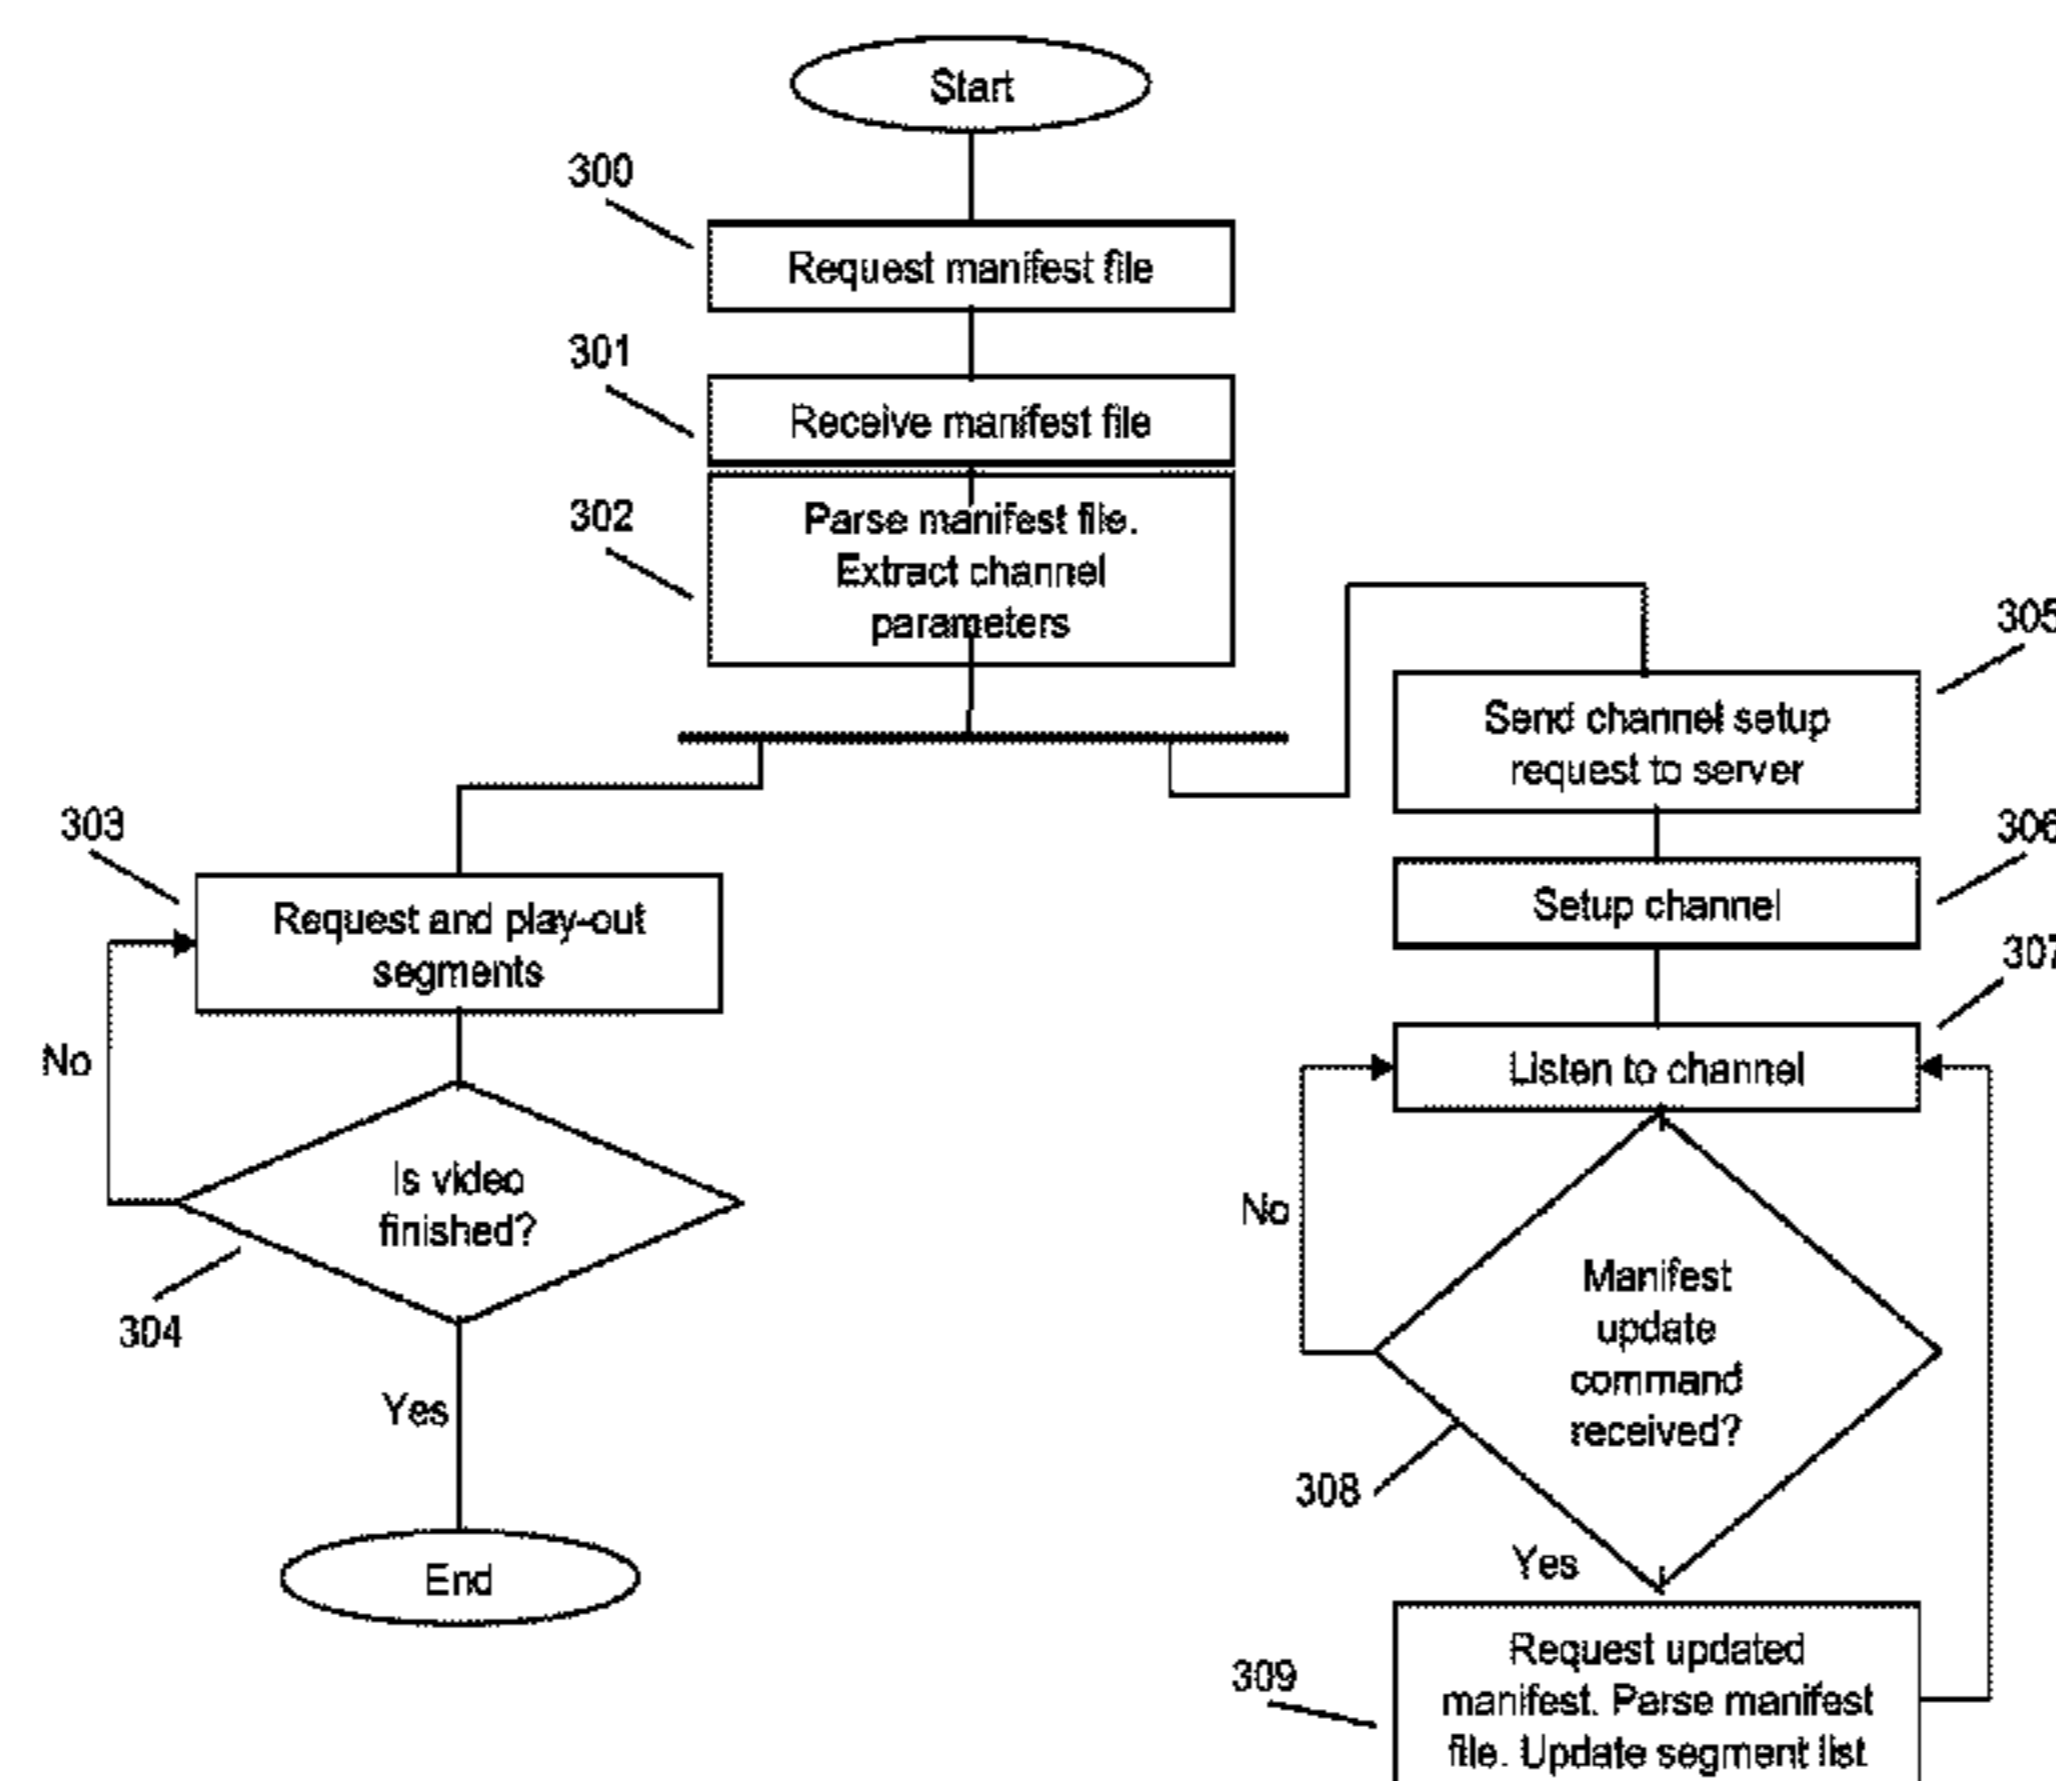 Start
300
Request manifest file
301
Receive manifest file
302
Parse manifest file.
Extract channel
parameters
303
Request and play-out
segments
No
Is video
finished?
304
Yes
End
305
Send channel setup
request to server
306
Setup channel
307
Listen to channel
No
Manifest
update
command
received?
308
Yes
309
Request updated
manifest. Parse manifest
file. Update segment list